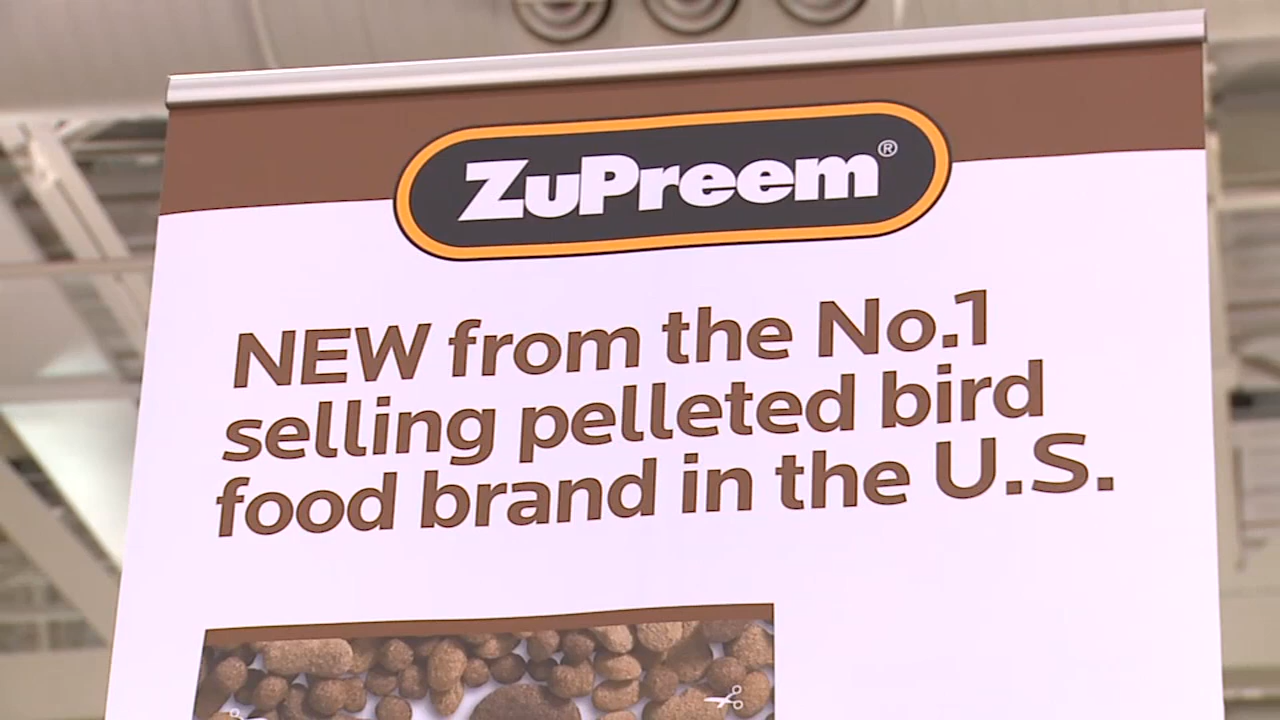 ZuPreem®
NEW from the No.1
selling pelleted bird
food brand in the U.S.